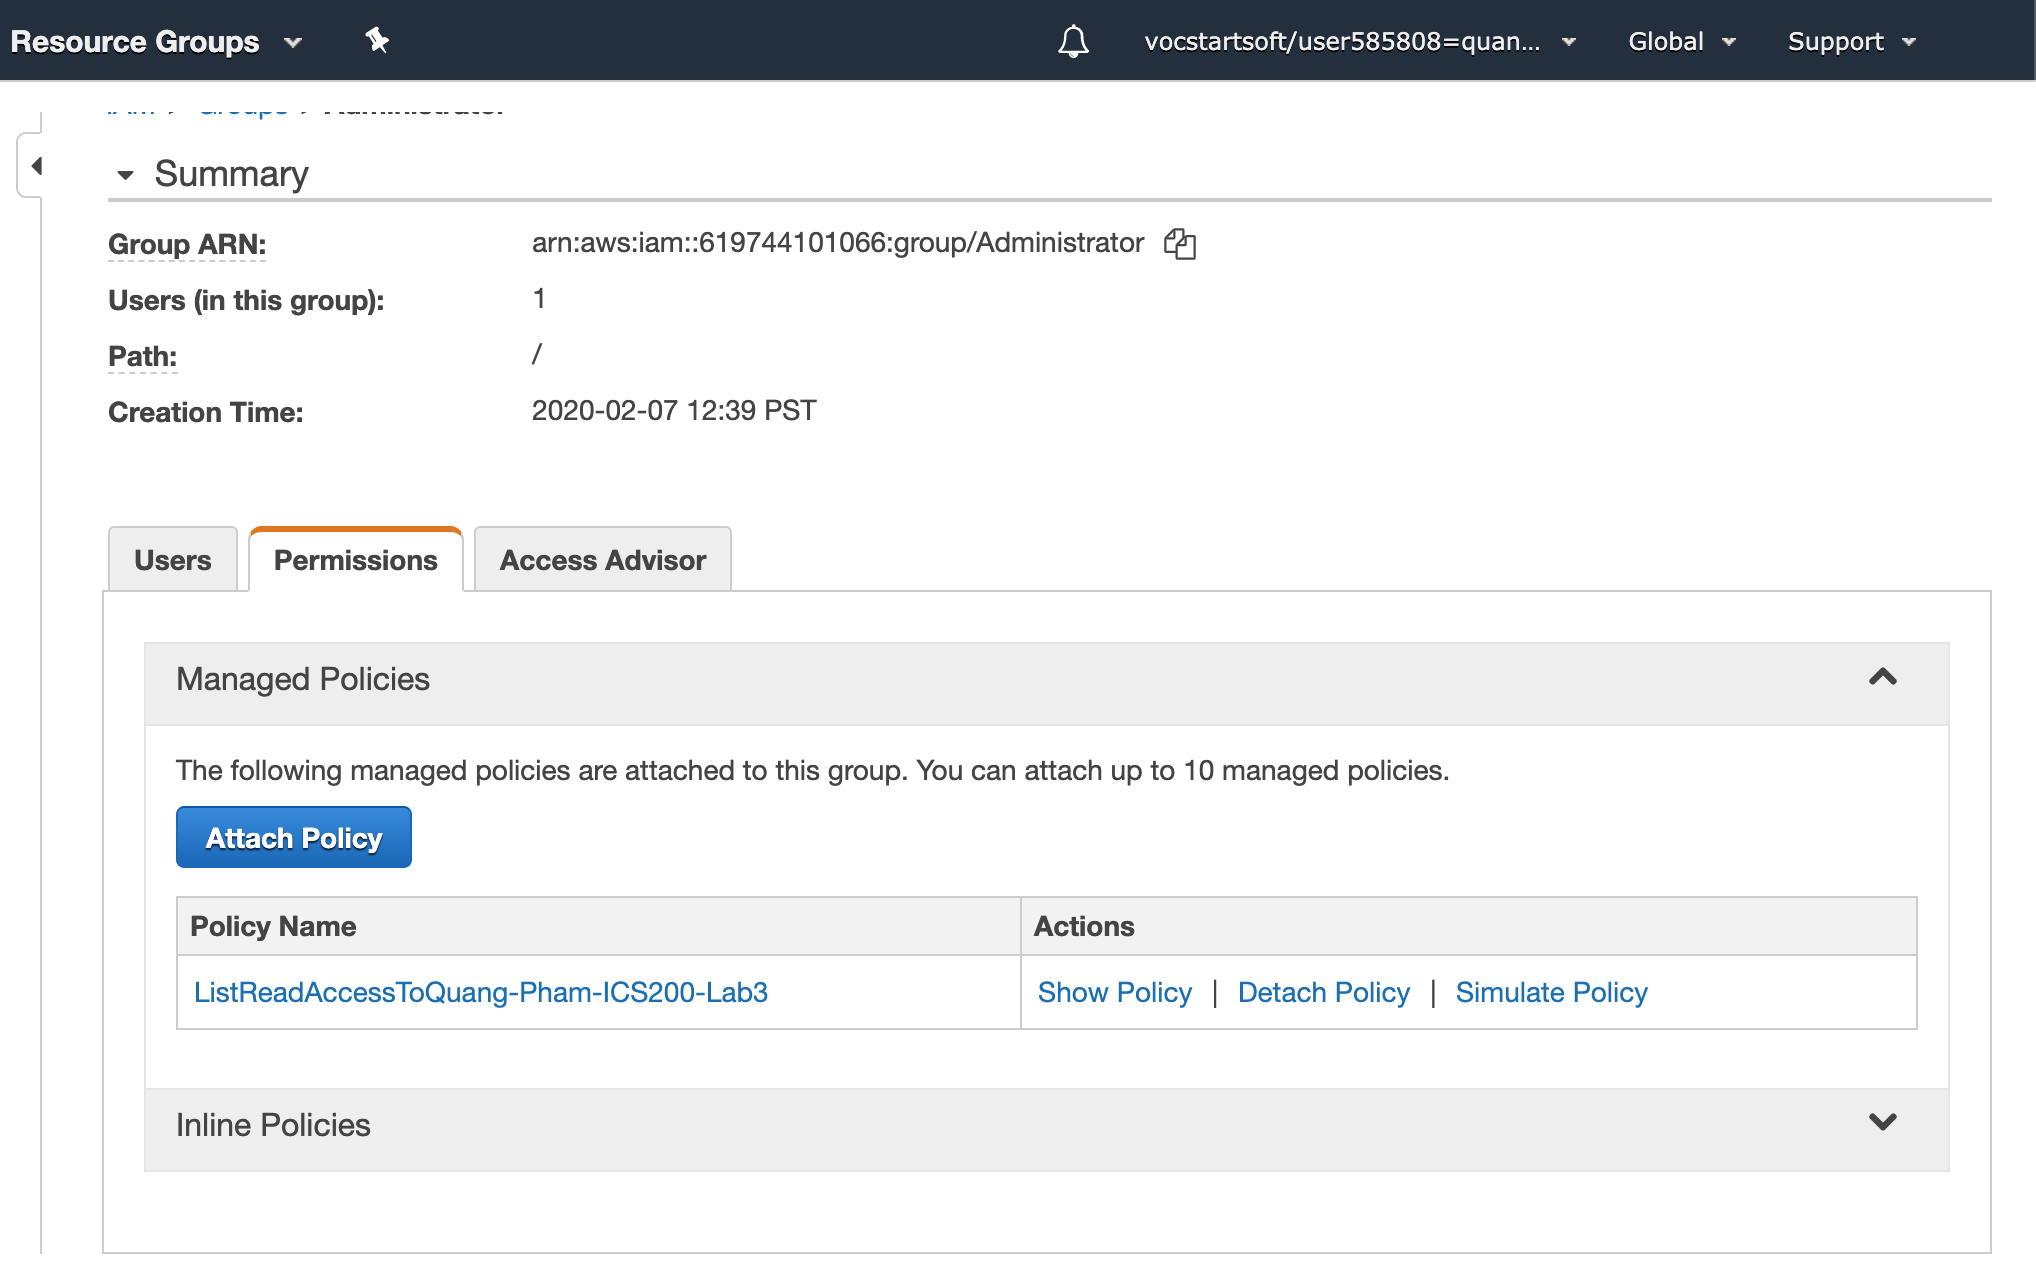 Resource Groups
vocstartsoft/user585808=quan... Global Support
Groups > Administrator
Summary
Group ARN: arn:aws:iam::619744101066:group/Administrator
Users (in this group): 1
Path: /
Creation Time: 2020-02-07 12:39 PST
Users Permissions Access Advisor
Managed Policies
The following managed policies are attached to this group. You can attach up to 10 managed policies.
Attach Policy
Policy Name Actions
ListReadAccessToQuang-Pham-ICS200-Lab3 Show Policy | Detach Policy | Simulate Policy
Inline Policies